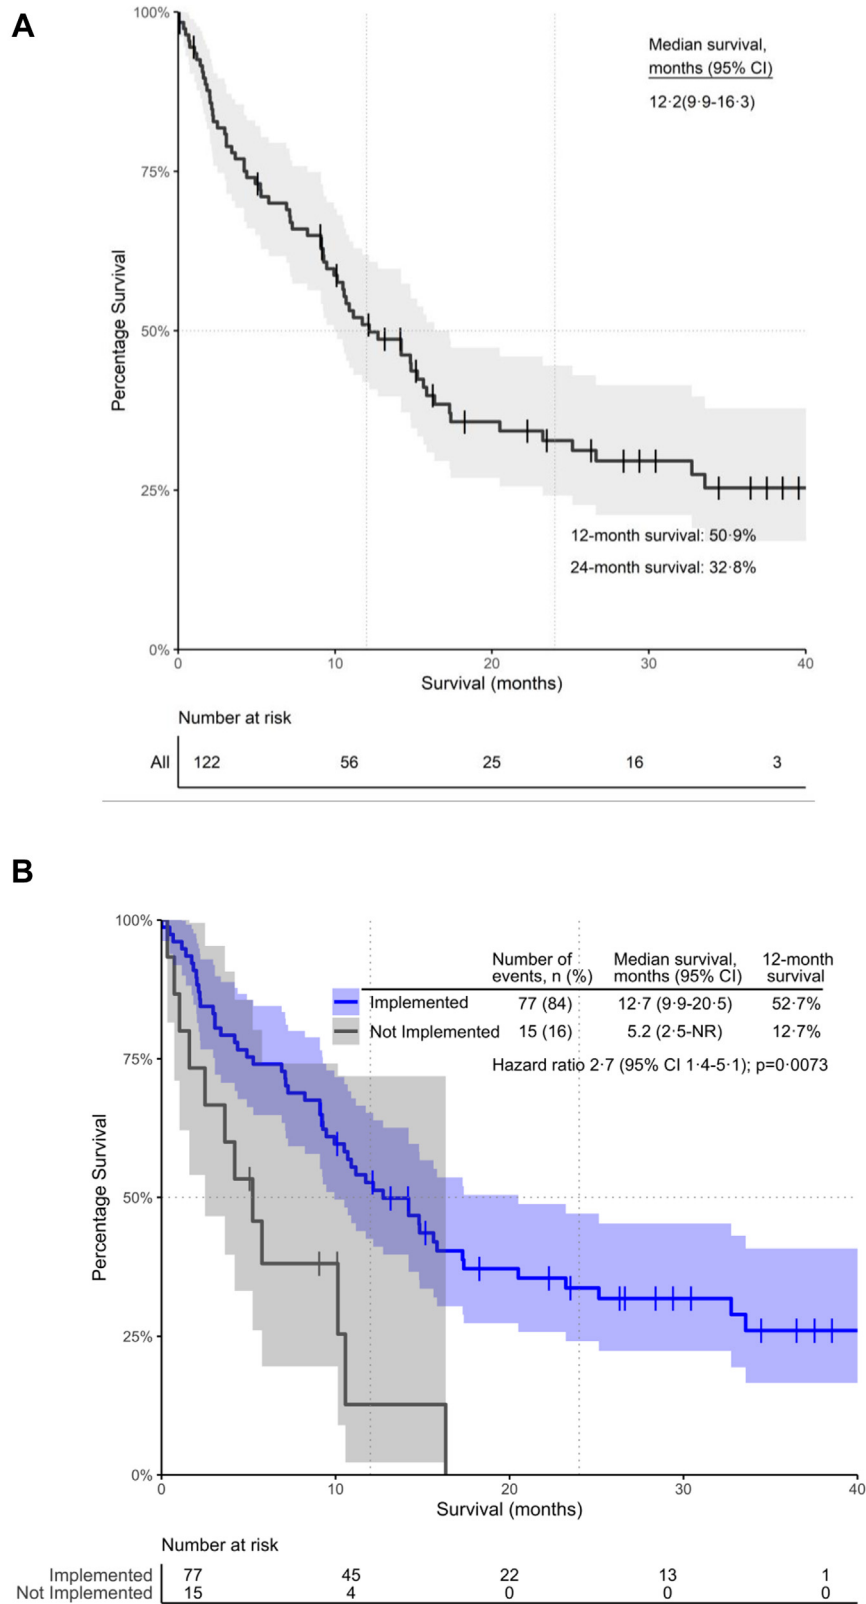 A
100%
75%
50%
25%
0%
Percentage Survival
Median survival,
months (95% CI)
12·2(9·9-16·3)
12-month survival: 50·9%
24-month survival: 32·8%
0 10 20 30 40
Survival (months)
Number at risk
All 122 56 25 16 3
B
100%
75%
50%
25%
0%
Percentage Survival
Number of events, n (%) Median survival, months (95% CI) 12-month survival
Implemented 77 (84) 12·7 (9·9-20·5) 52·7%
Not Implemented 15 (16) 5.2 (2·5-NR) 12·7%
Hazard ratio 2·7 (95% CI 1·4-5·1); p=0·0073
0 10 20 30 40
Survival (months)
Number at risk
Implemented 77 45 22 13 1
Not Implemented 15 4 0 0 0